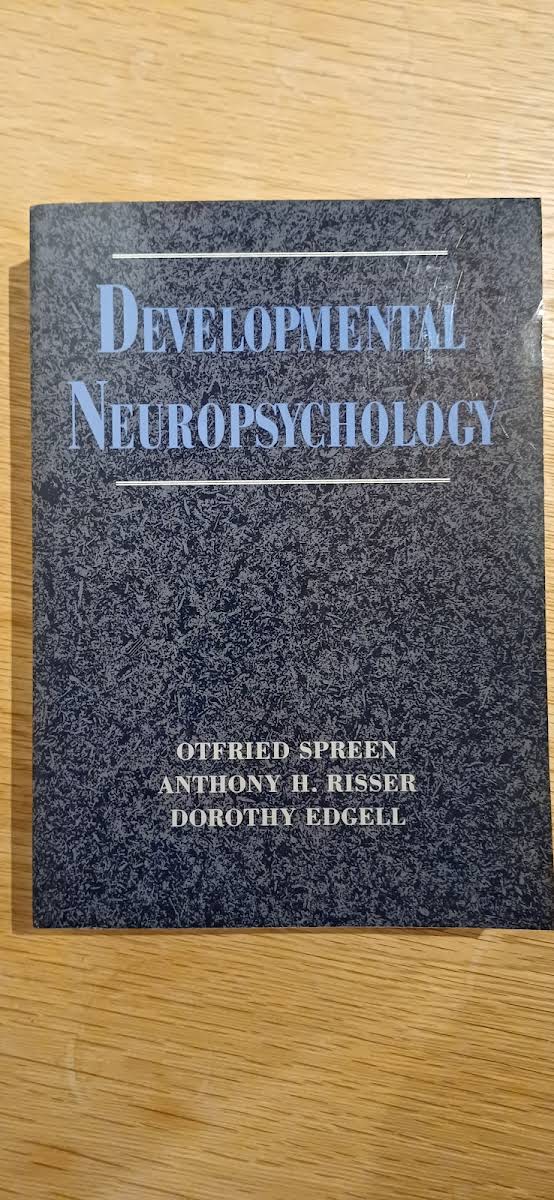 DEVELOPMENTAL
NEUROPSYCHOLOGY
OTFRIED SPREEN
ANTHONY H. RISSER
DOROTHY EDGELL